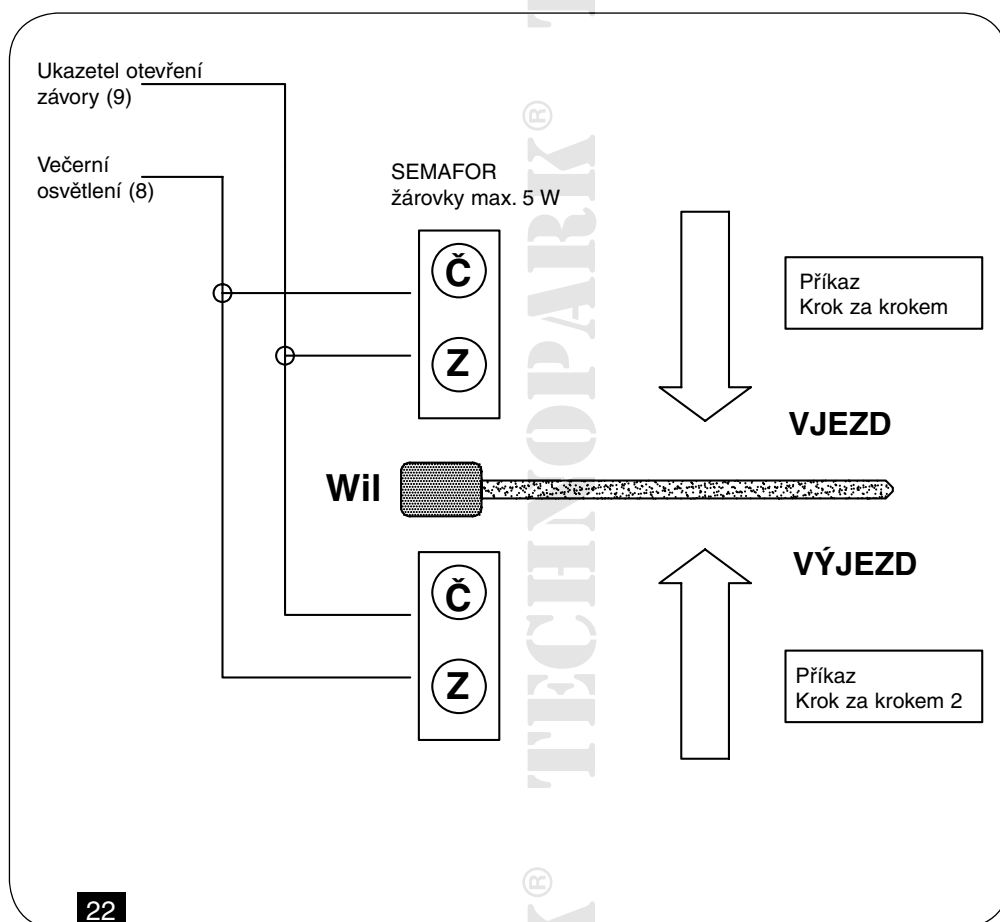 Ukazetel otevření
závory (9)
Večerní
osvětlení (8)
SEMAFOR
žárovky max. 5 W
Č
Z
Příkaz
Krok za krokem
VJEZD
Wil
VÝJEZD
Č
Z
Příkaz
Krok za krokem 2
TECHNOPARK®
®
22